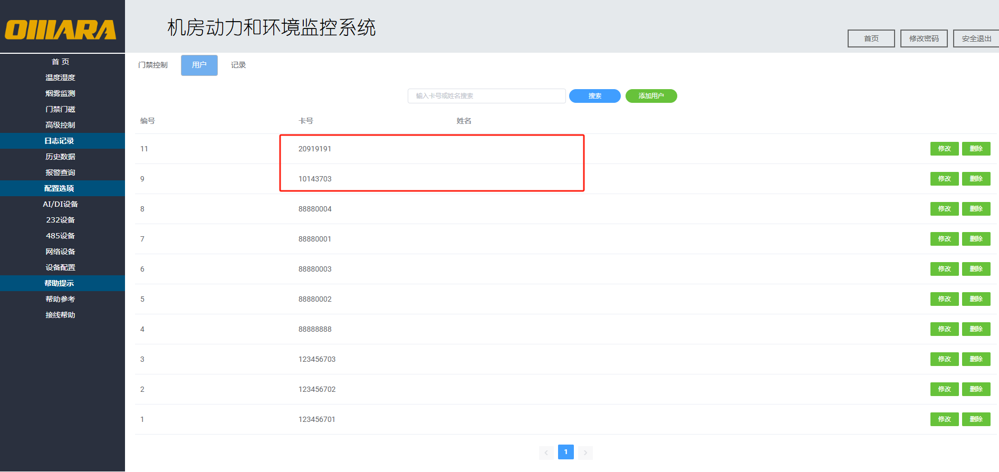 OMARA
机房动力和环境监控系统
首页 修改密码 安全退出
首 页
温度湿度
烟雾监测
门禁门磁
高级控制
日志记录
历史数据
报警查询
配置选项
AI/DI设备
232设备
485设备
网络设备
设备配置
帮助提示
帮助参考
接线帮助
门禁控制 用户 记录
输入卡号或姓名搜索 搜索 添加用户
编号 卡号 姓名
11 20919191 修改 删除
9 10143703 修改 删除
8 88880004 修改 删除
7 88880001 修改 删除
6 88880003 修改 删除
5 88880002 修改 删除
4 88888888 修改 删除
3 123456703 修改 删除
2 123456702 修改 删除
1 123456701 修改 删除
< 1 >